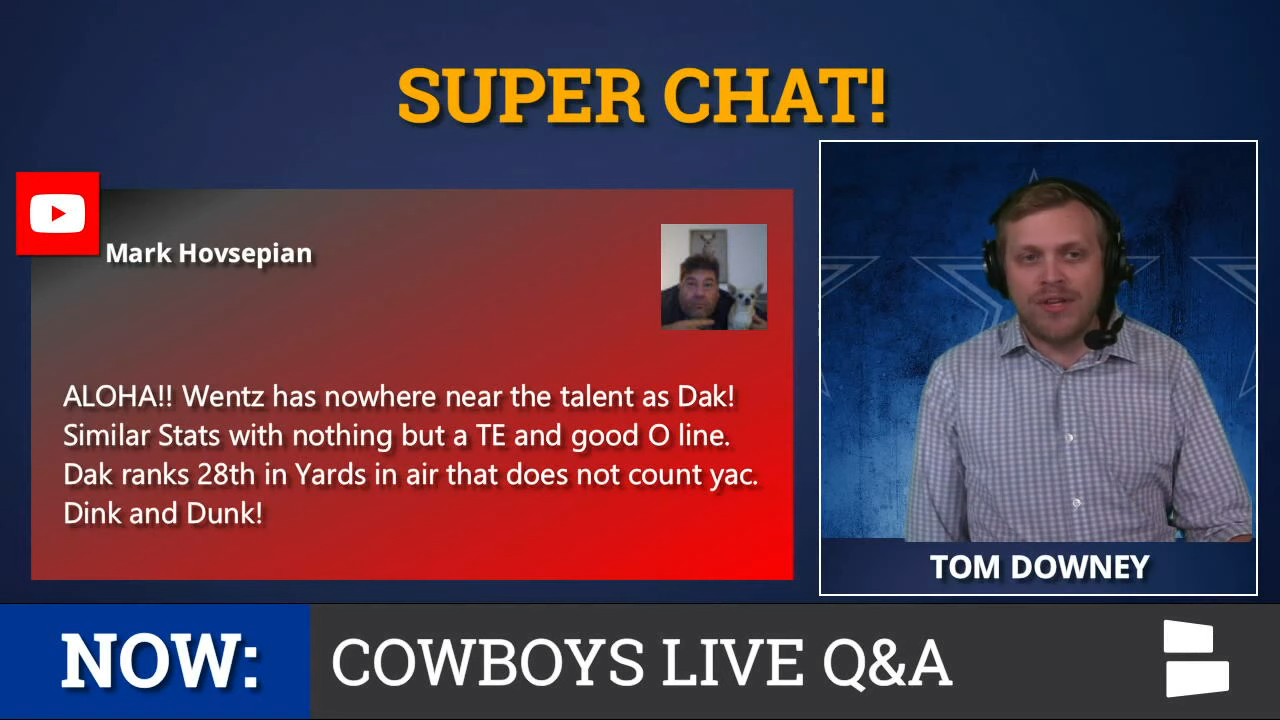 SUPER CHAT!
Mark Hovsepian
ALOHA!! Wentz has nowhere near the talent as Dak!
Similar Stats with nothing but a TE and good O line.
Dak ranks 28th in Yards in air that does not count yac.
Dink and Dunk!
TOM DOWNEY
NOW:
COWBOYS LIVE Q&A